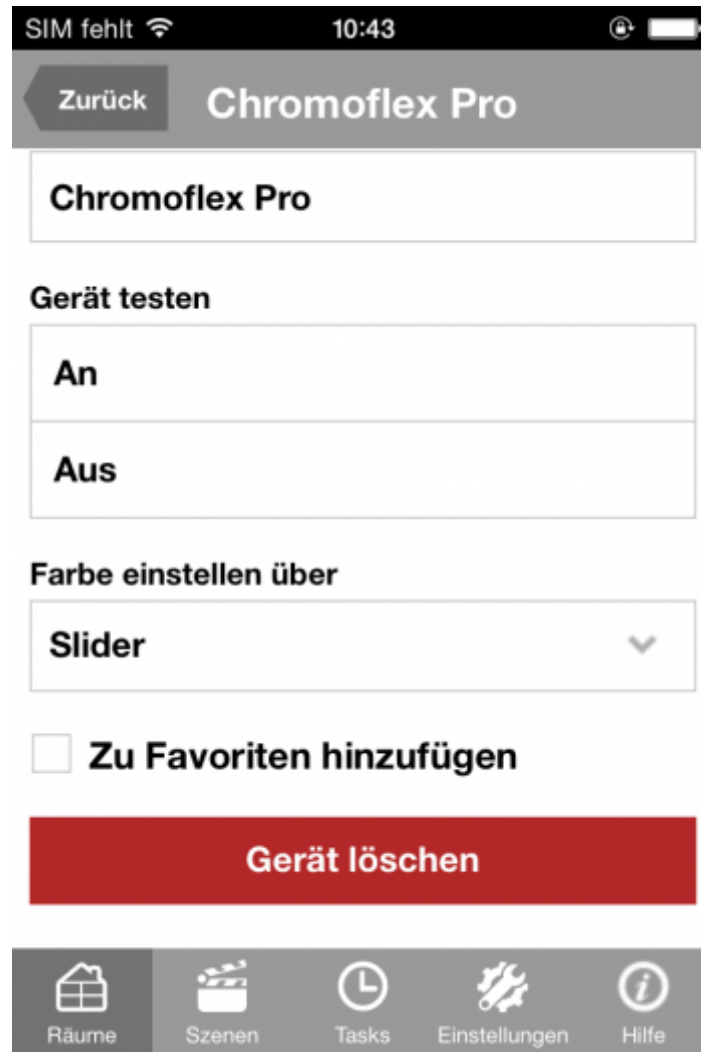 SIM fehlt 10:43
Zurück Chromoflex Pro
Chromoflex Pro
Gerät testen
An
Aus
Farbe einstellen über
Slider
Zu Favoriten hinzufügen
Gerät löschen
Räume Szenen Tasks Einstellungen Hilfe